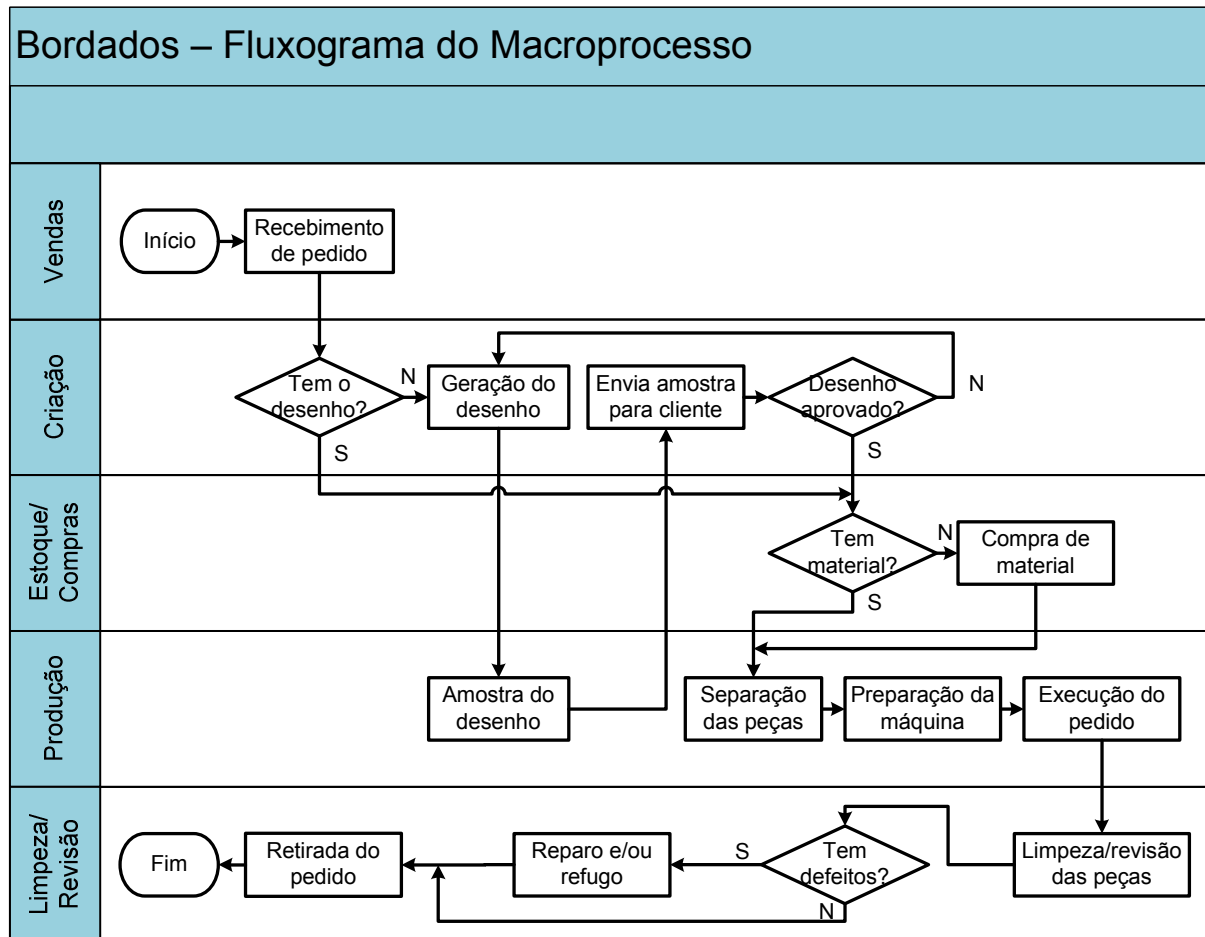 Bordados – Fluxograma do Macroprocesso
Vendas
Início
Recebimento
de pedido
Criação
Tem o
desenho?
N
S
Geração do
desenho
Envia amostra
para cliente
Desenho
aprovado?
N
S
Estoque/
Compras
Tem
material?
N
S
Compra de
material
Produção
Amostra do
desenho
Separação
das peças
Preparação da
máquina
Execução do
pedido
Limpeza/
Revisão
Fim
Retirada do
pedido
Reparo e/ou
refugo
S
Tem
defeitos?
N
Limpeza/revisão
das peças